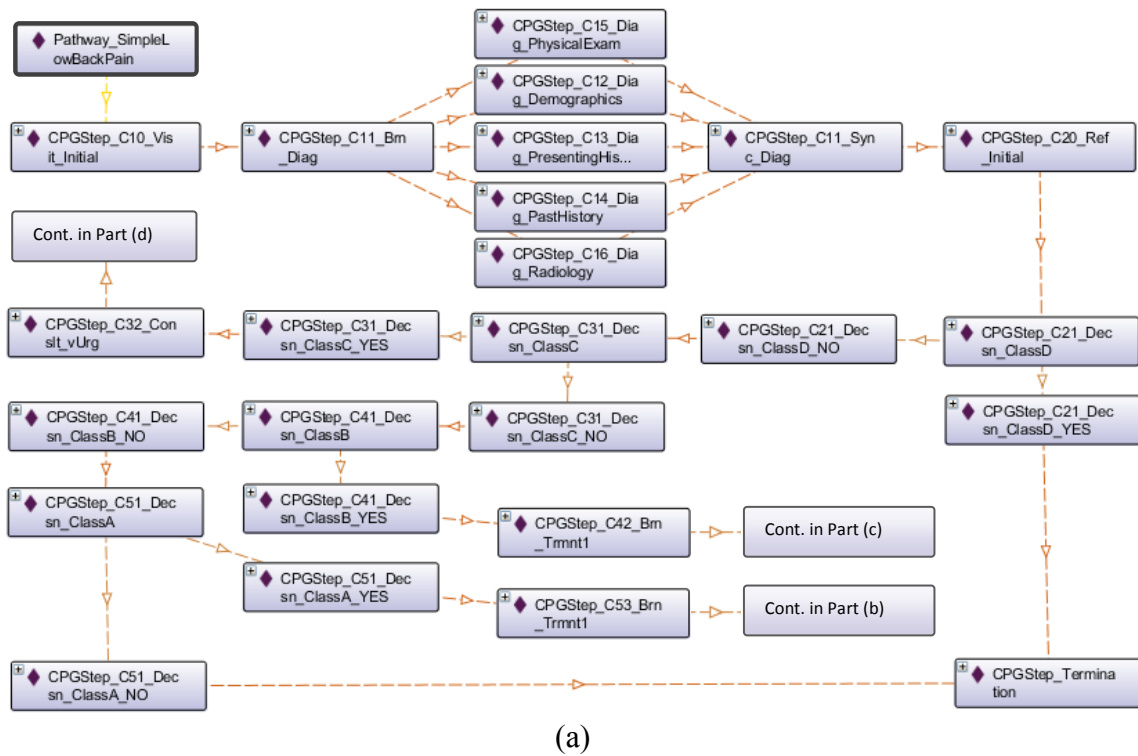 Pathway_SimpleL
owBackPain
CPGStep_C15_Dia
g_PhysicalExam
CPGStep_C12_Dia
g_Demographics
CPGStep_C10_Vis
it_Initial
CPGStep_C11_Brn
_Diag
CPGStep_C13_Dia
g_PresentingHis...
CPGStep_C11_Syn
c_Diag
CPGStep_C20_Ref
_Initial
CPGStep_C14_Dia
g_PastHistory
CPGStep_C16_Dia
g_Radiology
Cont. in Part (d)
CPGStep_C32_Con
slt_vUrg
CPGStep_C31_Dec
sn_ClassC_YES
CPGStep_C31_Dec
sn_ClassC
CPGStep_C21_Dec
sn_ClassD_NO
CPGStep_C21_Dec
sn_ClassD
CPGStep_C41_Dec
sn_ClassB_NO
CPGStep_C41_Dec
sn_ClassB
CPGStep_C31_Dec
sn_ClassC_NO
CPGStep_C21_Dec
sn_ClassD_YES
CPGStep_C51_Dec
sn_ClassA
CPGStep_C41_Dec
sn_ClassB_YES
CPGStep_C42_Brn
_Trmnt1
Cont. in Part (c)
CPGStep_C51_Dec
sn_ClassA_YES
CPGStep_C53_Brn
_Trmnt1
Cont. in Part (b)
CPGStep_C51_Dec
sn_ClassA_NO
CPGStep_Termina
tion
(a)